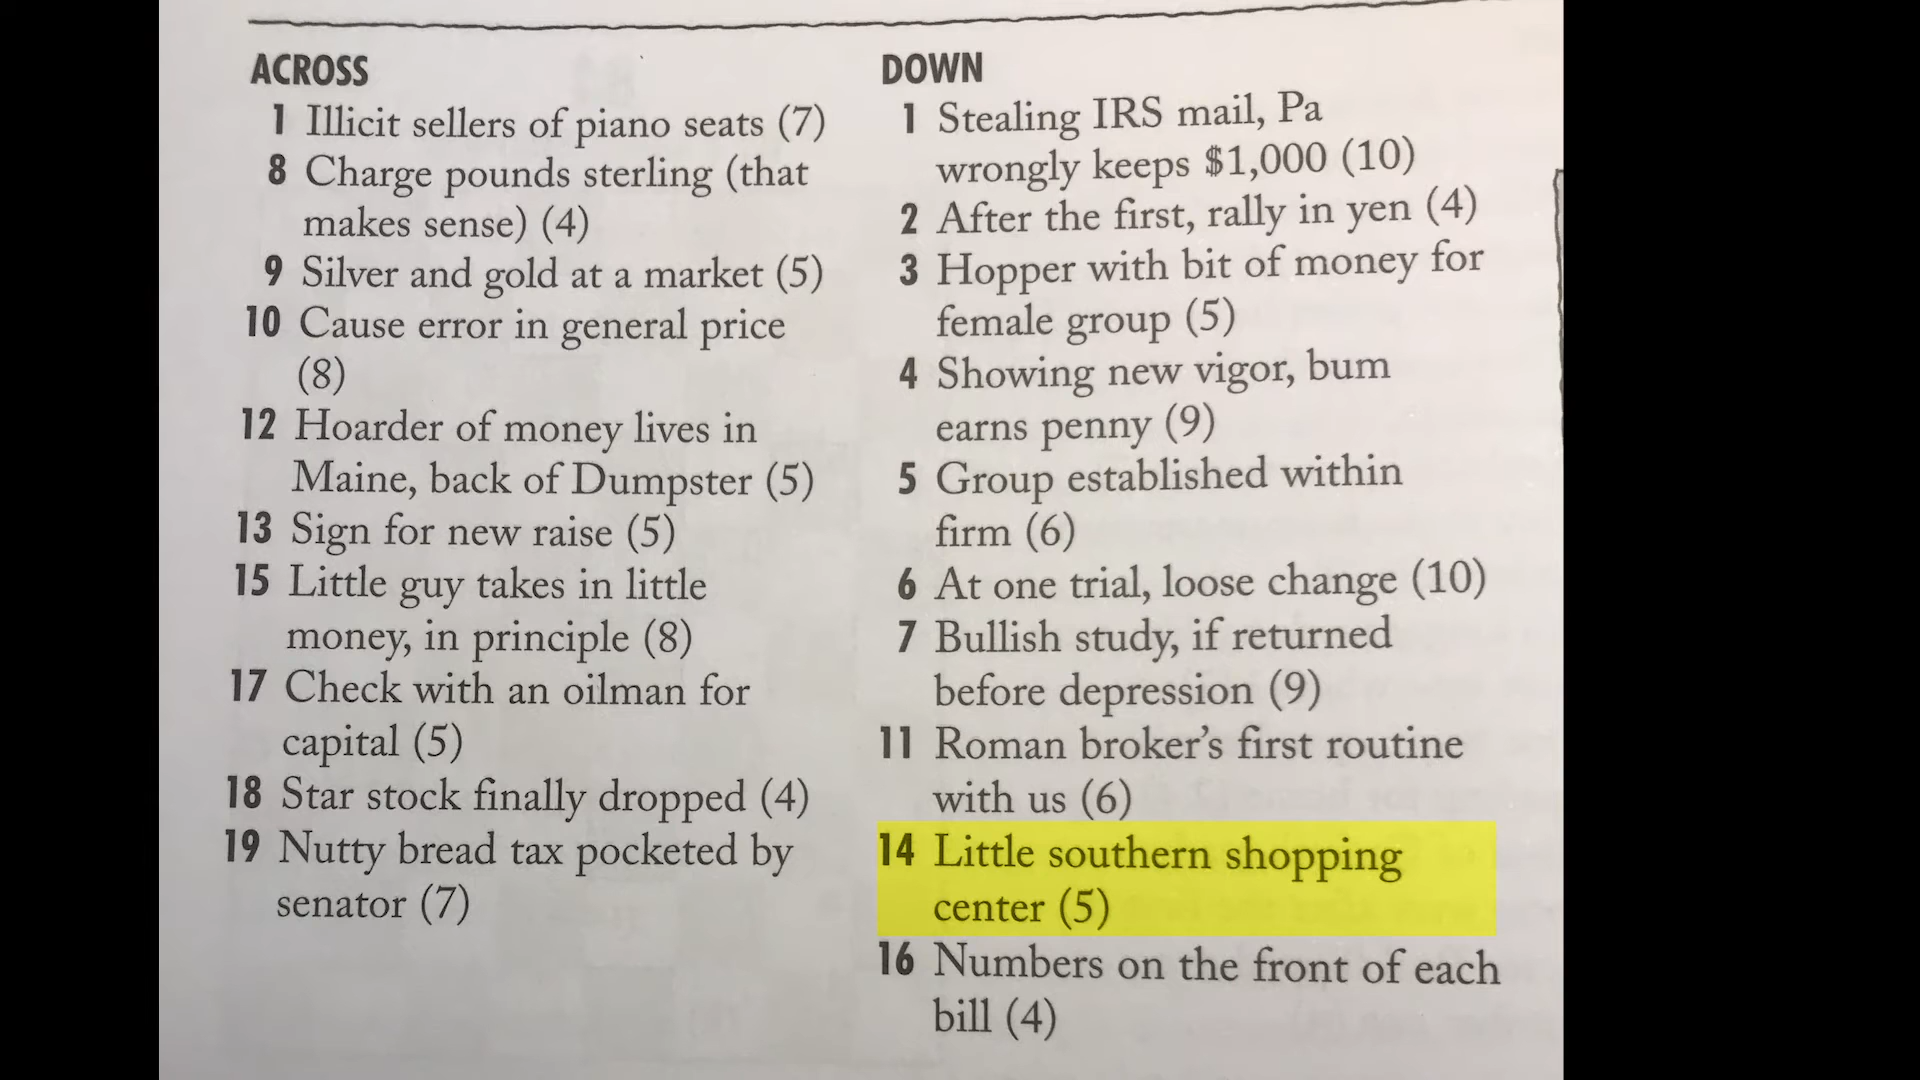 ACROSS
1 Illicit sellers of piano seats (7)
8 Charge pounds sterling (that
makes sense) (4)
9 Silver and gold at a market (5)
10 Cause error in general price
(8)
12 Hoarder of money lives in
Maine, back of Dumpster (5)
13 Sign for new raise (5)
15 Little guy takes in little
money, in principle (8)
17 Check with an oilman for
capital (5)
18 Star stock finally dropped (4)
19 Nutty bread tax pocketed by
senator (7)
DOWN
1 Stealing IRS mail, Pa
wrongly keeps $1,000 (10)
2 After the first, rally in yen (4)
3 Hopper with bit of money for
female group (5)
4 Showing new vigor, bum
earns penny (9)
5 Group established within
firm (6)
6 At one trial, loose change (10)
7 Bullish study, if returned
before depression (9)
11 Roman broker's first routine
with us (6)
14 Little southern shopping
center (5)
16 Numbers on the front of each
bill (4)